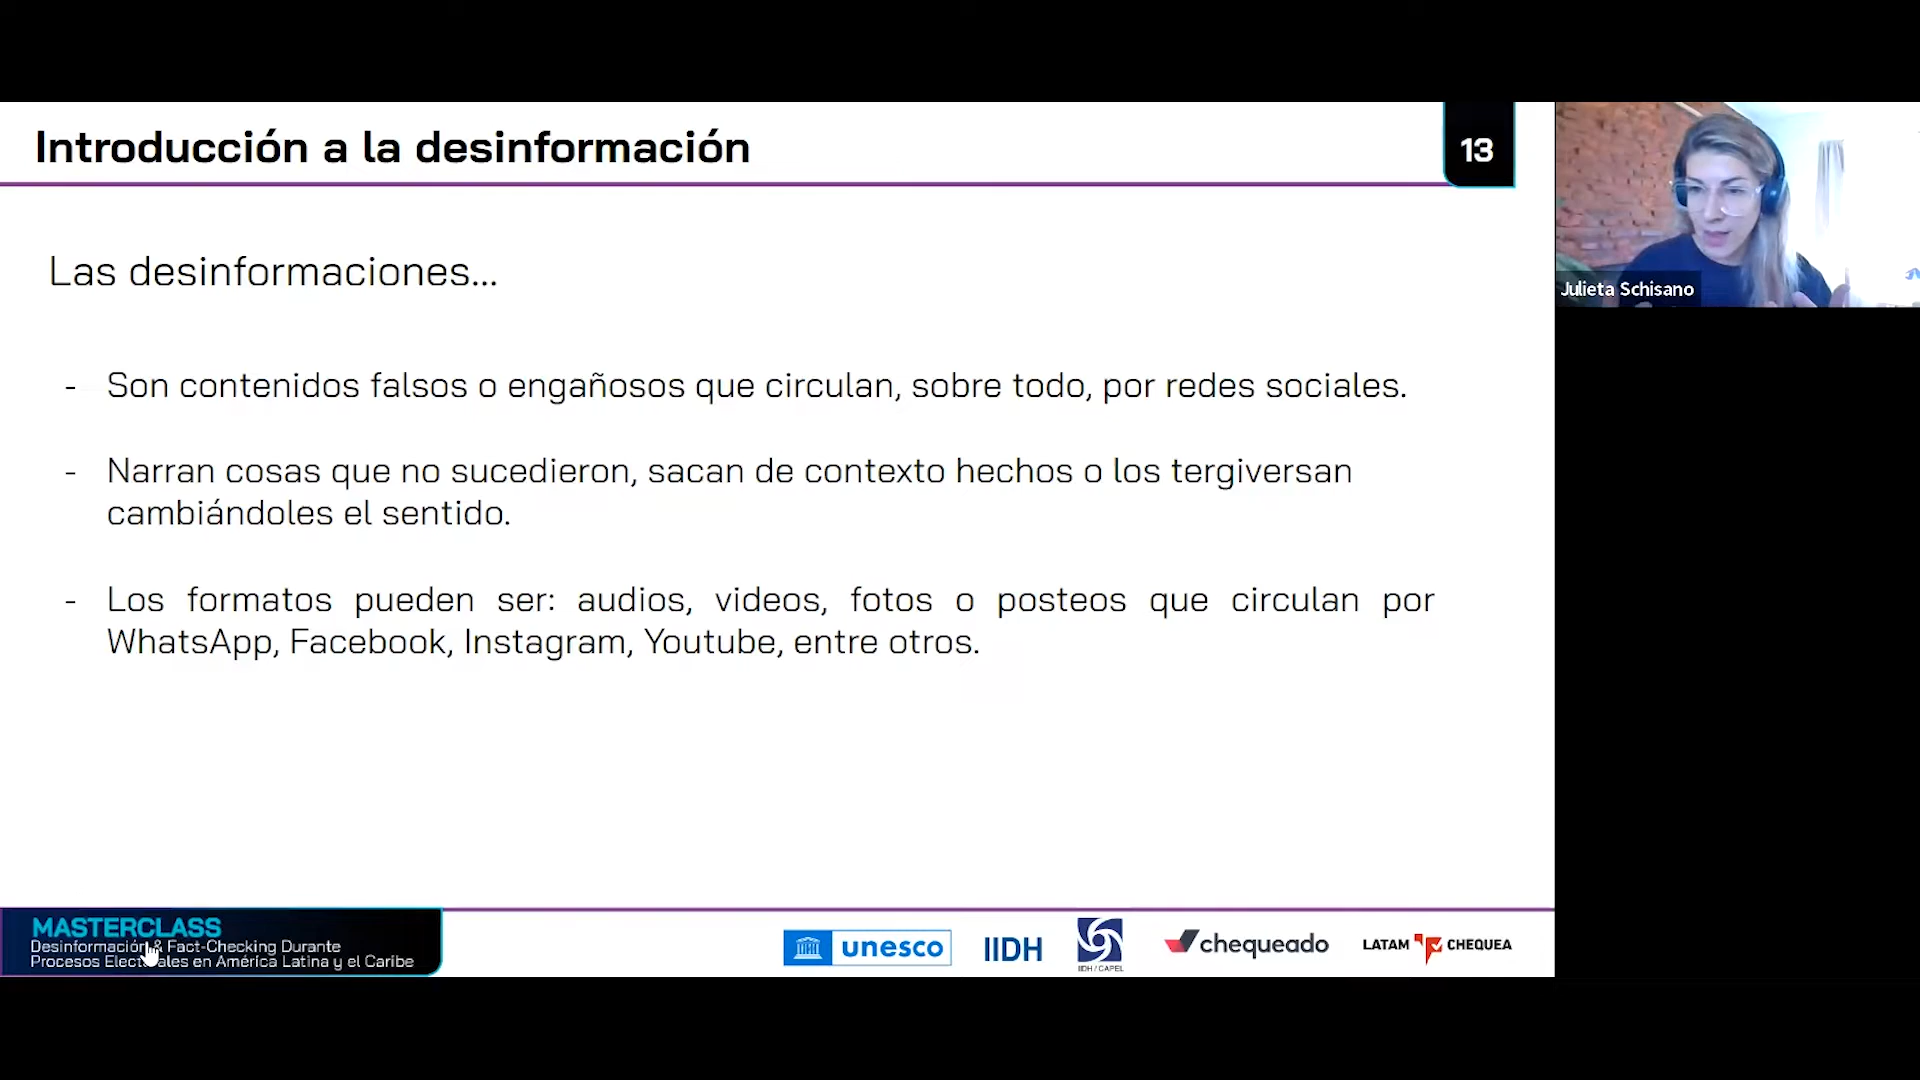 Introducción a la desinformación
13
Las desinformaciones...
- Son contenidos falsos o engañosos que circulan, sobre todo, por redes sociales.
- Narran cosas que no sucedieron, sacan de contexto hechos o los tergiversan
cambiándoles el sentido.
- Los formatos pueden ser: audios, videos, fotos o posteos que circulan por
WhatsApp, Facebook, Instagram, Youtube, entre otros.
Julieta Schisano
MASTERCLASS
Desinformación & Fact-Checking Durante
Procesos Electorales en América Latina y el Caribe
unesco
IIDH
IIDH / CAPEL
chequeado
LATAM CHEQUEA